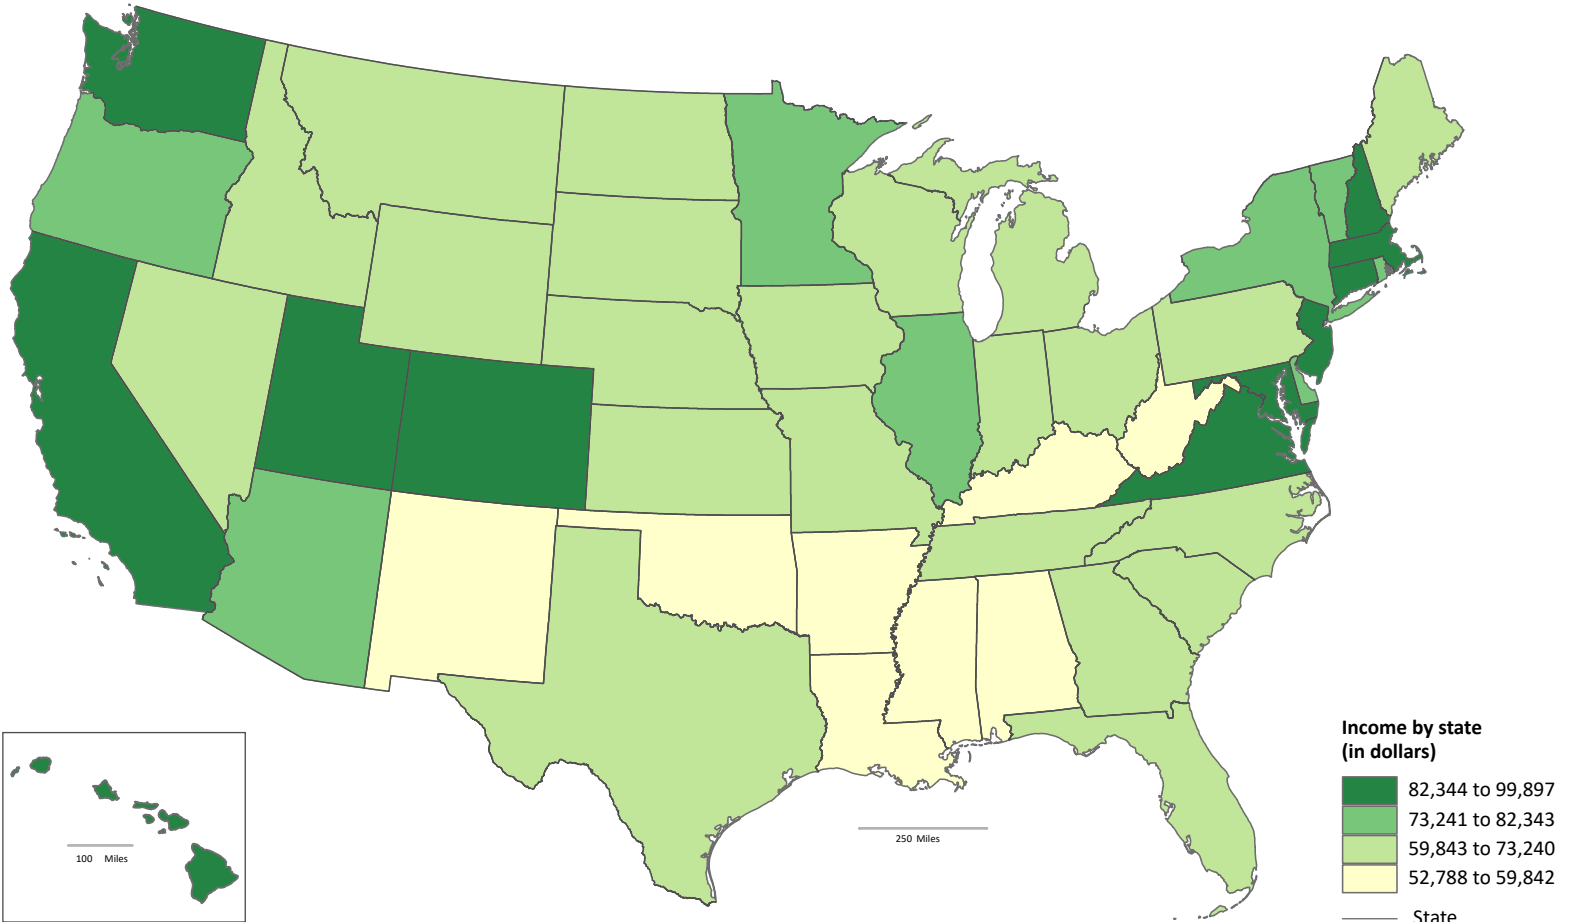 Income by state
(in dollars)
82,344 to 99,897
73,241 to 82,343
59,843 to 73,240
52,788 to 59,842
State
250 Miles
100 Miles